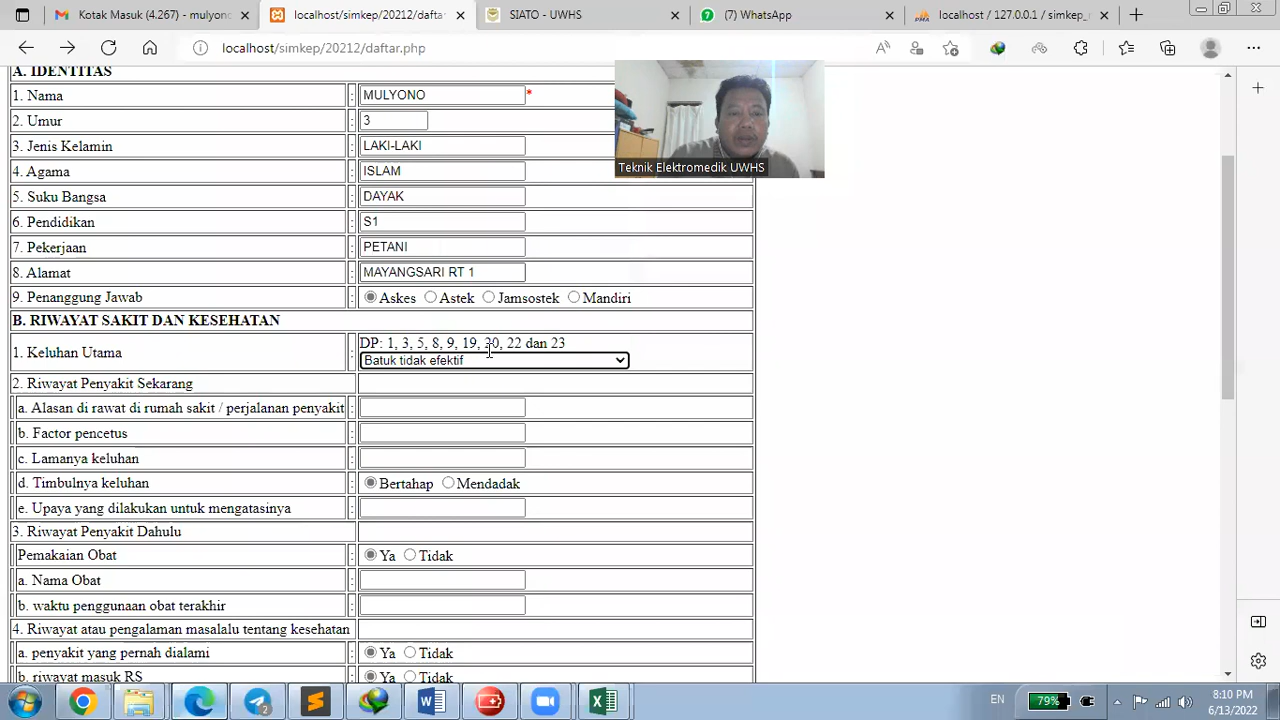 Kotak Masuk (4.267) - mulyono
localhost/simkep/20212/dafta
SIATO - UWHS
(7) WhatsApp
localhost / 127.0.0.1 / simkep_
localhost/simkep/20212/daftar.php
A. IDENTITAS
1. Nama : MULYONO *
2. Umur : 3
3. Jenis Kelamin : LAKI-LAKI
Teknik Elektromedik UWHS
4. Agama : ISLAM
5. Suku Bangsa : DAYAK
6. Pendidikan : S1
7. Pekerjaan : PETANI
8. Alamat : MAYANGSARI RT 1
9. Penanggung Jawab : Askes Astek Jamsostek Mandiri
B. RIWAYAT SAKIT DAN KESEHATAN
DP: 1, 3, 5, 8, 9, 19, 20, 22 dan 23
1. Keluhan Utama : Batuk tidak efektif
2. Riwayat Penyakit Sekarang
a. Alasan di rawat di rumah sakit / perjalanan penyakit :
b. Factor pencetus :
c. Lamanya keluhan :
d. Timbulnya keluhan : Bertahap Mendadak
e. Upaya yang dilakukan untuk mengatasinya :
3. Riwayat Penyakit Dahulu
Pemakaian Obat : Ya Tidak
a. Nama Obat :
b. waktu penggunaan obat terakhir :
4. Riwayat atau pengalaman masalalu tentang kesehatan
a. penyakit yang pernah dialami : Ya Tidak
b. riwayat masuk RS : Ya Tidak
EN
79%
8:10 PM
6/13/2022